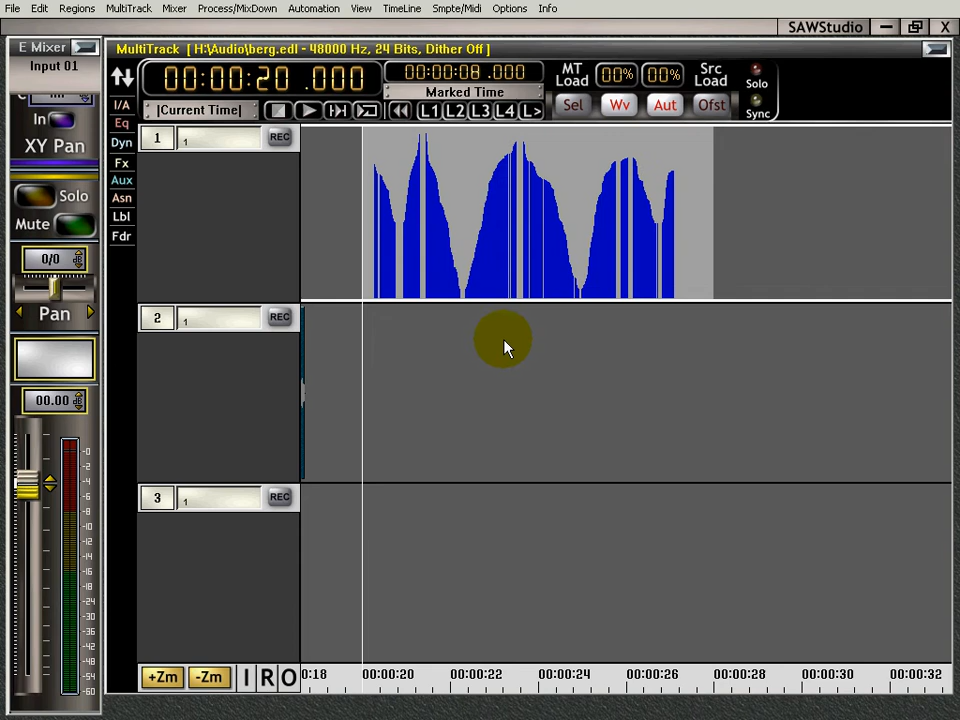 File Edit Regions MultiTrack Mixer Process/MixDown Automation View TimeLine Smpte/Midi Options Info
SAWStudio X
E Mixer
Input 01
In
XY Pan
Solo
Mute
0/0 dB
Pan
00.00 dB
-0
-2
-4
-6
-8
-10
-12
-14
-16
-18
-20
-22
-24
-30
-36
-42
-48
-54
-60
MultiTrack [ H:\Audio\berg.edl - 48000 Hz, 24 Bits, Dither Off ]
00:00:20 .000
00:00:08 .000
Marked Time
MT Load 00% 00% Src Load
Solo
Sync
|Current Time|
L1 L2 L3 L4 L>
Sel Wv Aut Ofst
I/A
Eq
Dyn
Fx
Aux
Asn
Lbl
Fdr
1 1 REC
2 1 REC
3 1 REC
+Zm -Zm I R O
0:18 00:00:20 00:00:22 00:00:24 00:00:26 00:00:28 00:00:30 00:00:32